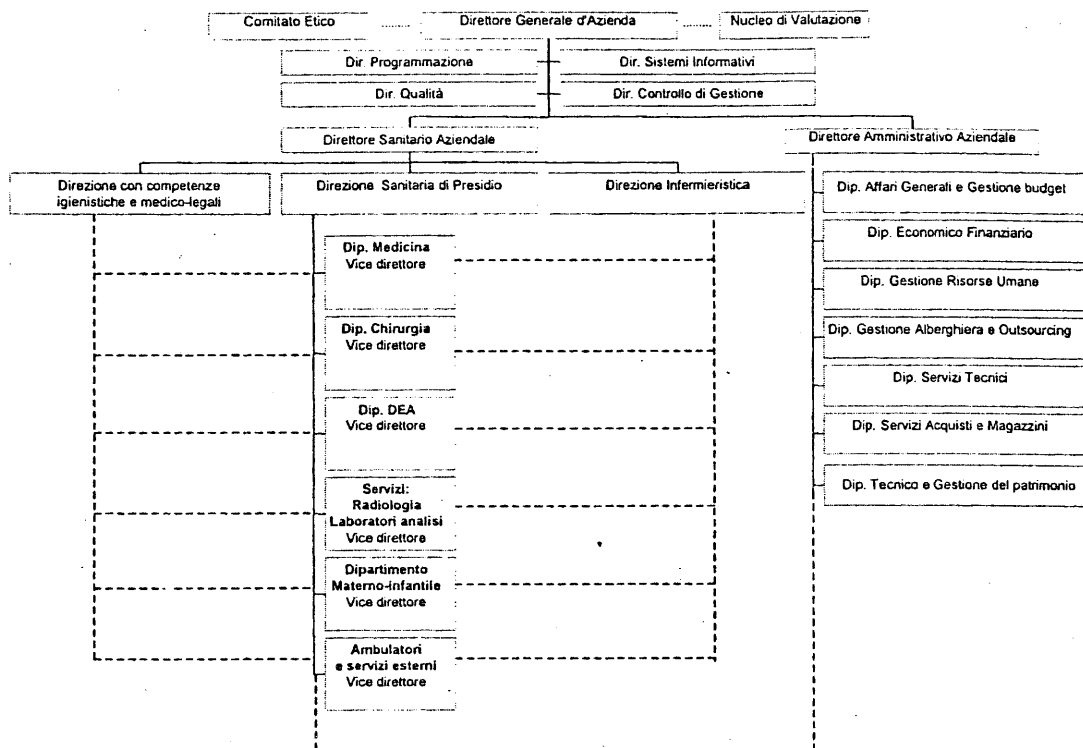 Comitato Etico
Direttore Generale d'Azienda
Nucleo di Valutazione
Dir. Programmazione
Dir. Sistemi Informativi
Dir. Qualità
Dir. Controllo di Gestione
Direttore Sanitario Aziendale
Direttore Amministrativo Aziendale
Direzione con competenze
igienistiche e medico-legali
Direzione Sanitaria di Presidio
Direzione Infermieristica
Dip. Medicina
Vice direttore
Dip. Chirurgia
Vice direttore
Dip. DEA
Vice direttore
Servizi:
Radiologia
Laboratori analisi
Vice direttore
Dipartimento
Materno-infantile
Vice direttore
Ambulatori
e servizi esterni
Vice direttore
Dip. Affari Generali e Gestione budget
Dip. Economico Finanziario
Dip. Gestione Risorse Umane
Dip. Gestione Alberghiera e Outsourcing
Dip. Servizi Tecnici
Dip. Servizi Acquisti e Magazzini
Dip. Tecnico e Gestione del patrimonio